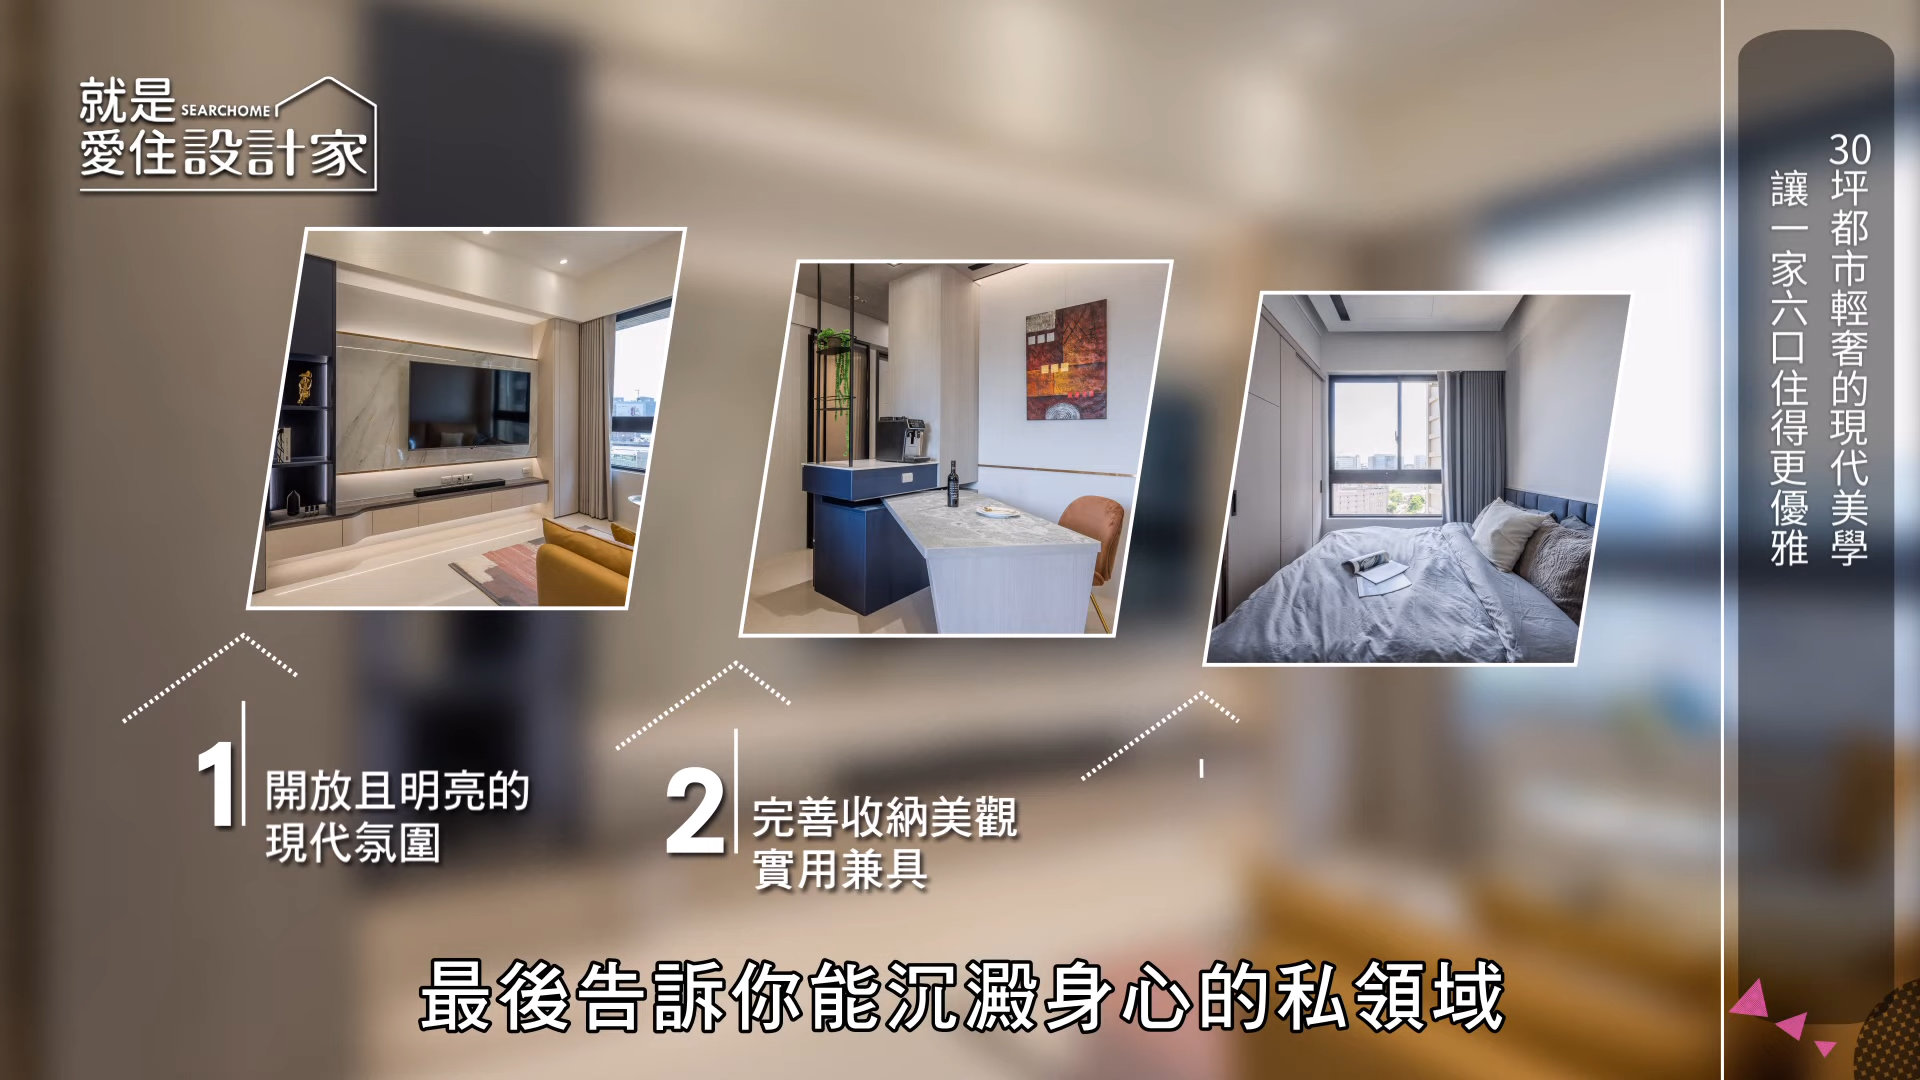 就是
SEARCHOME
愛住設計家
30坪都市輕奢的現代美學
讓一家六口住得更優雅
1
開放且明亮的
現代氛圍
2
完善收納美觀
實用兼具
最後告訴你能沉澱身心的私領域